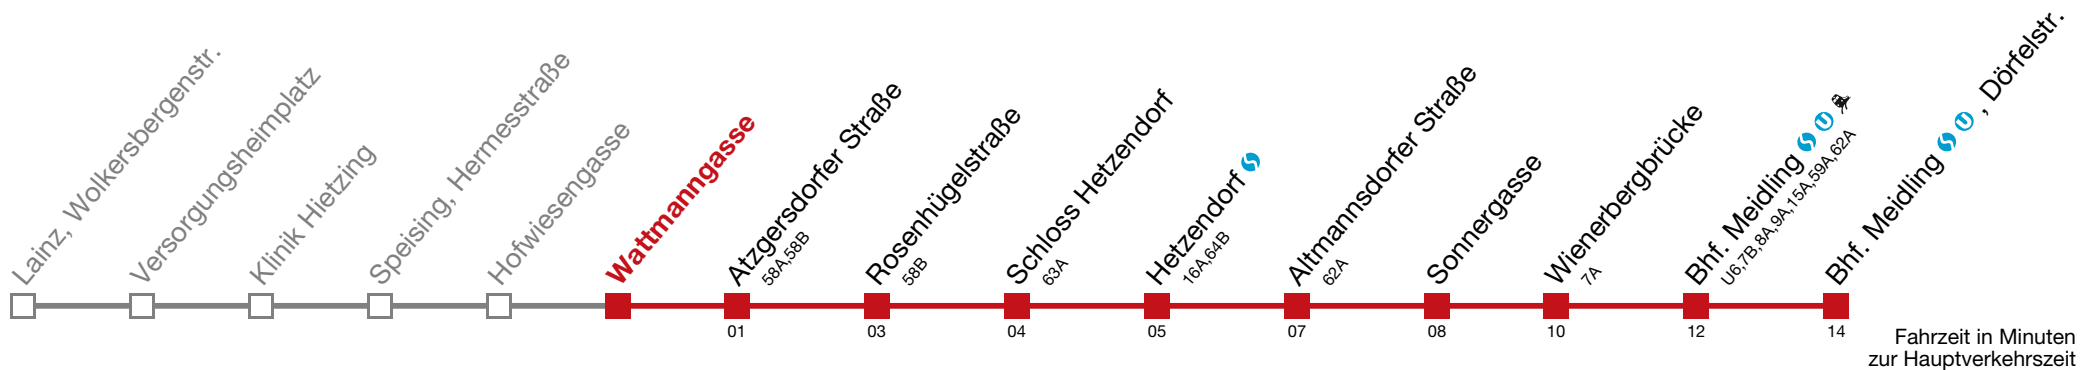 Lainz, Wolkersbergenstr.
Versorgungsheimplatz
Klinik Hietzing
Speising, Hermesstraße
Hofwiesengasse
Wattmanngasse
Atzgersdorfer Straße
58A,58B
Rosenhügelstraße
58B
Schloss Hetzendorf
63A
Hetzendorf S
16A,64B
Altmannsdorfer Straße
62A
Sonnergasse
Wienerbergbrücke
7A
Bhf. Meidling S U
U6,7B,8A,9A,15A,59A,62A
Bhf. Meidling S U , Dörfelstr.
01 03 04 05 07 08 10 12 14
Fahrzeit in Minuten
zur Hauptverkehrszeit